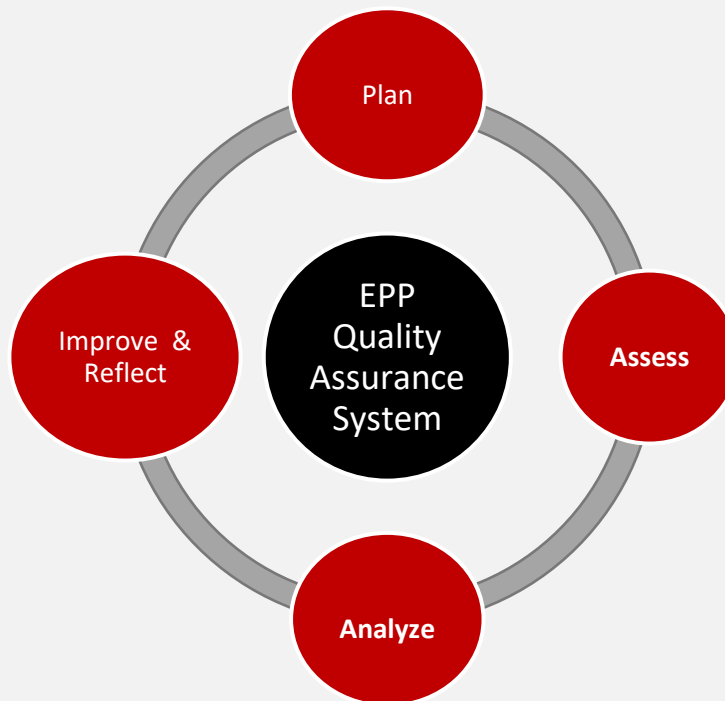 Plan
EPP
Quality
Assurance
System
Improve &
Reflect
Assess
Analyze